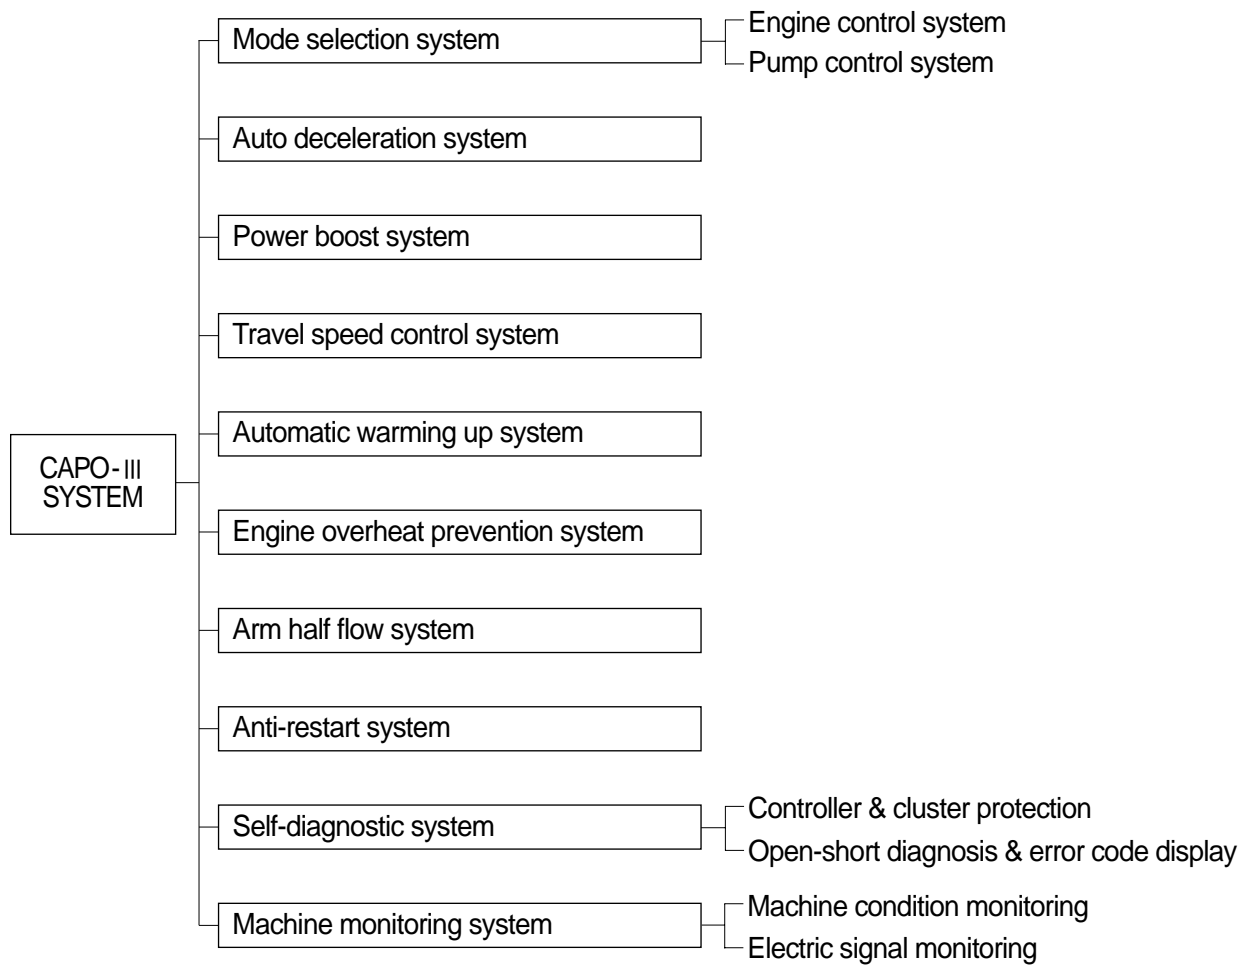 Mode selection system
Engine control system
Pump control system
Auto deceleration system
Power boost system
Travel speed control system
Automatic warming up system
CAPO-III
SYSTEM
Engine overheat prevention system
Arm half flow system
Anti-restart system
Self-diagnostic system
Controller & cluster protection
Open-short diagnosis & error code display
Machine monitoring system
Machine condition monitoring
Electric signal monitoring